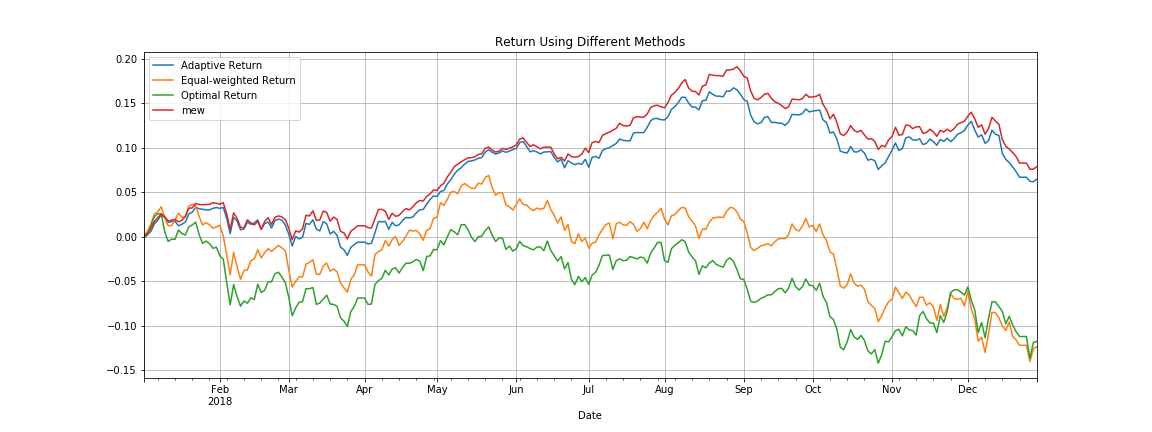 Return Using Different Methods
0.20
0.15
0.10
0.05
0.00
−0.05
−0.10
−0.15
Adaptive Return
Equal-weighted Return
Optimal Return
mew
Feb Mar Apr May Jun Jul Aug Sep Oct Nov Dec
2018
Date